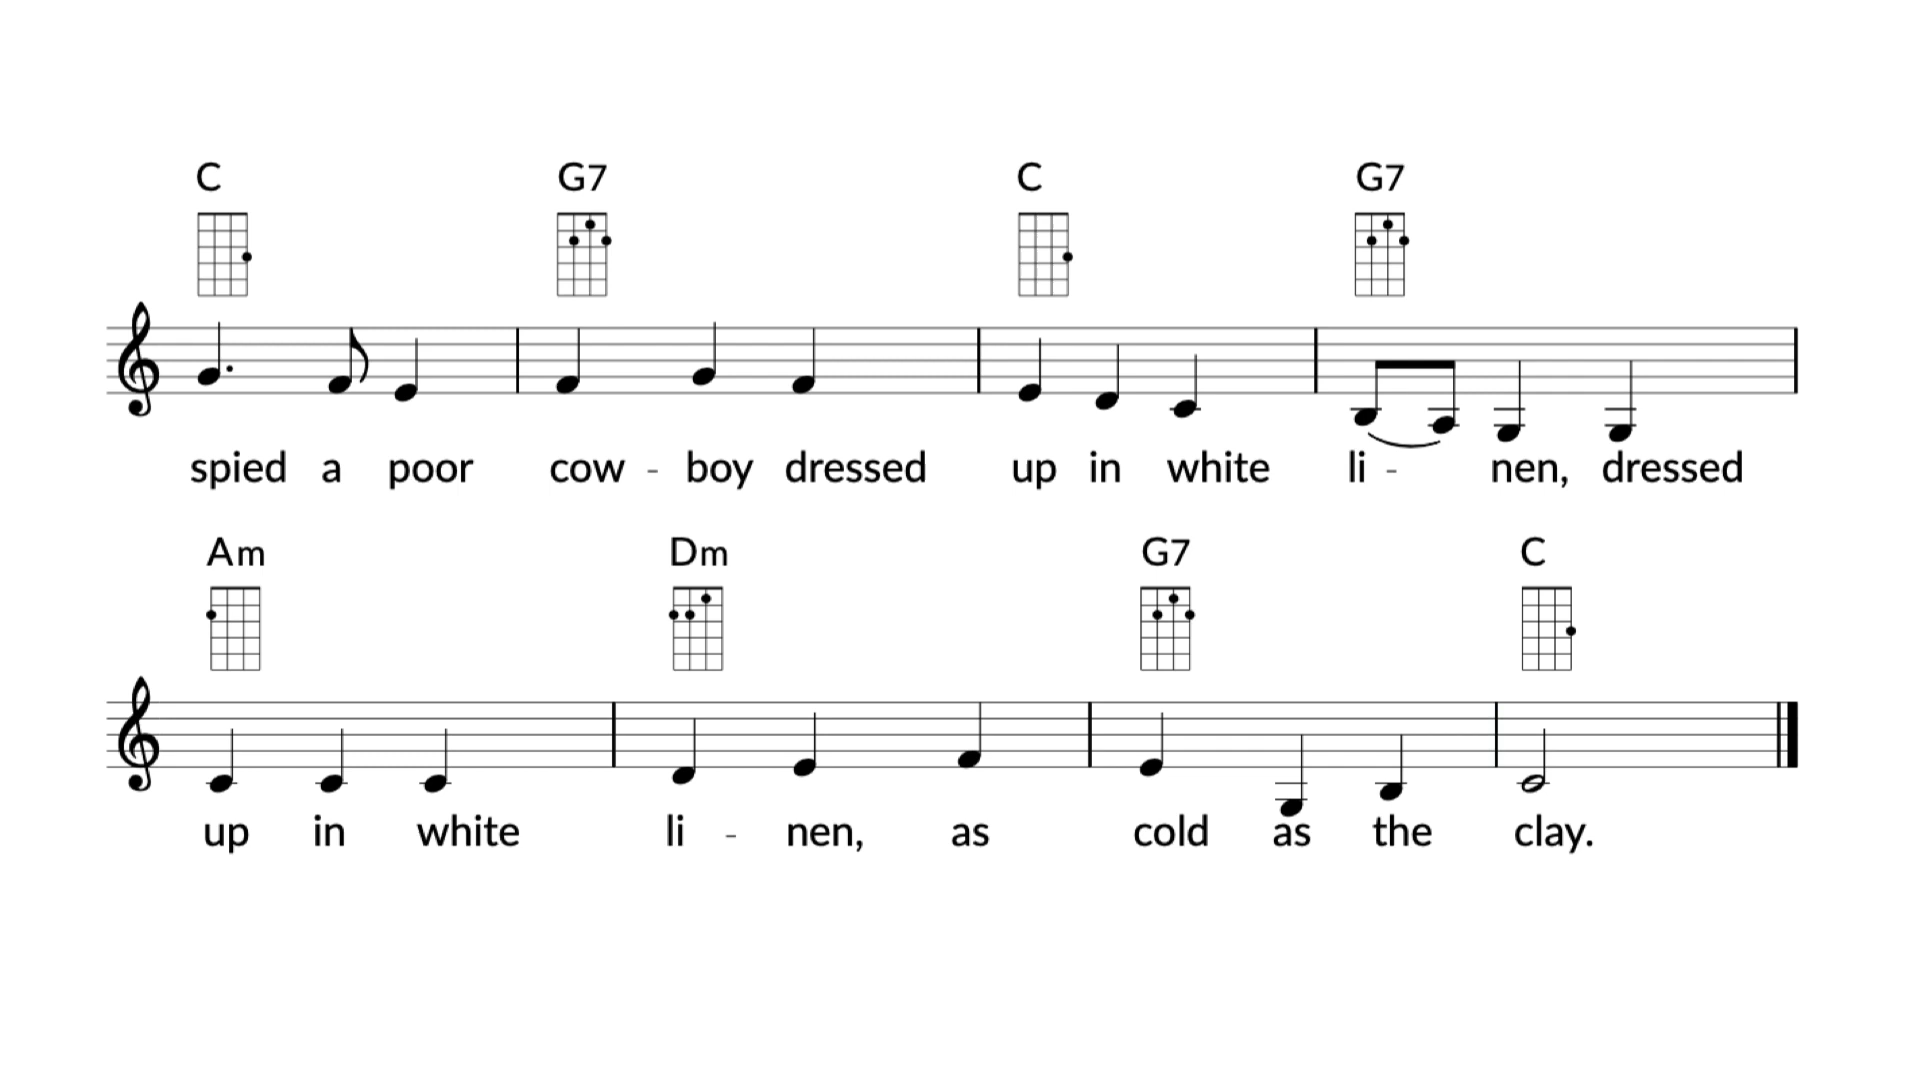 C G7 C G7
spied a poor cow - boy dressed up in white li - nen, dressed
Am Dm G7 C
up in white li - nen, as cold as the clay.